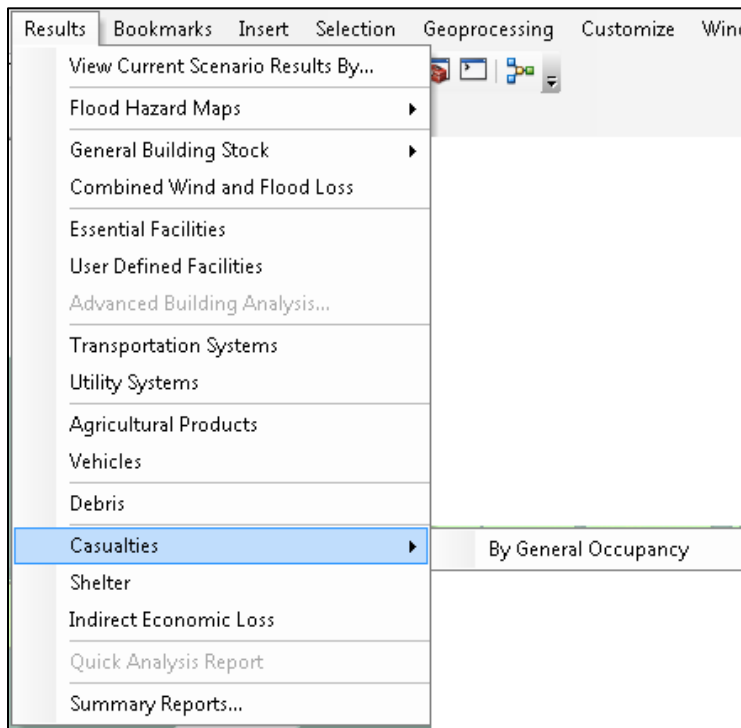 Results Bookmarks Insert Selection Geoprocessing Customize
View Current Scenario Results By...
Flood Hazard Maps
General Building Stock
Combined Wind and Flood Loss
Essential Facilities
User Defined Facilities
Advanced Building Analysis...
Transportation Systems
Utility Systems
Agricultural Products
Vehicles
Debris
Casualties
By General Occupancy
Shelter
Indirect Economic Loss
Quick Analysis Report
Summary Reports...